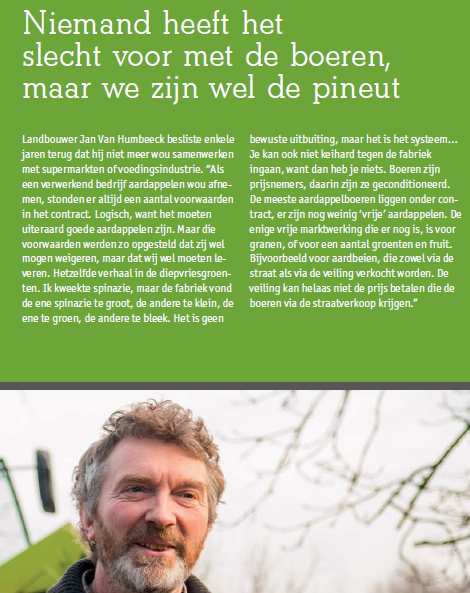 Niemand heeft het
slecht voor met de boeren,
maar we zijn wel de pineut
Landbouwer Jan Van Humbeeck besliste enkele
jaren terug dat hij niet meer wou samenwerken
met supermarkten of voedingsindustrie. “Als
een verwerkend bedrijf aardappelen wou afne-
men, stonden er altijd een aantal voorwaarden
in het contract. Logisch, want het moeten
uiteraard goede aardappelen zijn. Maar die
voorwaarden werden zo opgesteld dat zij wel
mogen weigeren, maar dat wij wel moeten le-
veren. Hetzelfde verhaal in de diepvriesgroen-
ten. Ik kweekte spinazie, maar de fabriek vond
de ene spinazie te groot, de andere te klein, de
ene te groen, de andere te bleek. Het is geen
bewuste uitbuiting, maar het is het systeem...
Je kan ook niet keihard tegen de fabriek
ingaan, want dan heb je niets. Boeren zijn
prijsnemers, daarin zijn ze geconditioneerd.
De meeste aardappelboeren liggen onder con-
tract, er zijn nog weinig ‘vrije’ aardappelen. De
enige vrije marktwerking die er nog is, is voor
granen, of voor een aantal groenten en fruit.
Bijvoorbeeld voor aardbeien, die zowel via de
straat als via de veiling verkocht worden. De
veiling kan helaas niet de prijs betalen die de
boeren via de straatverkoop krijgen.”